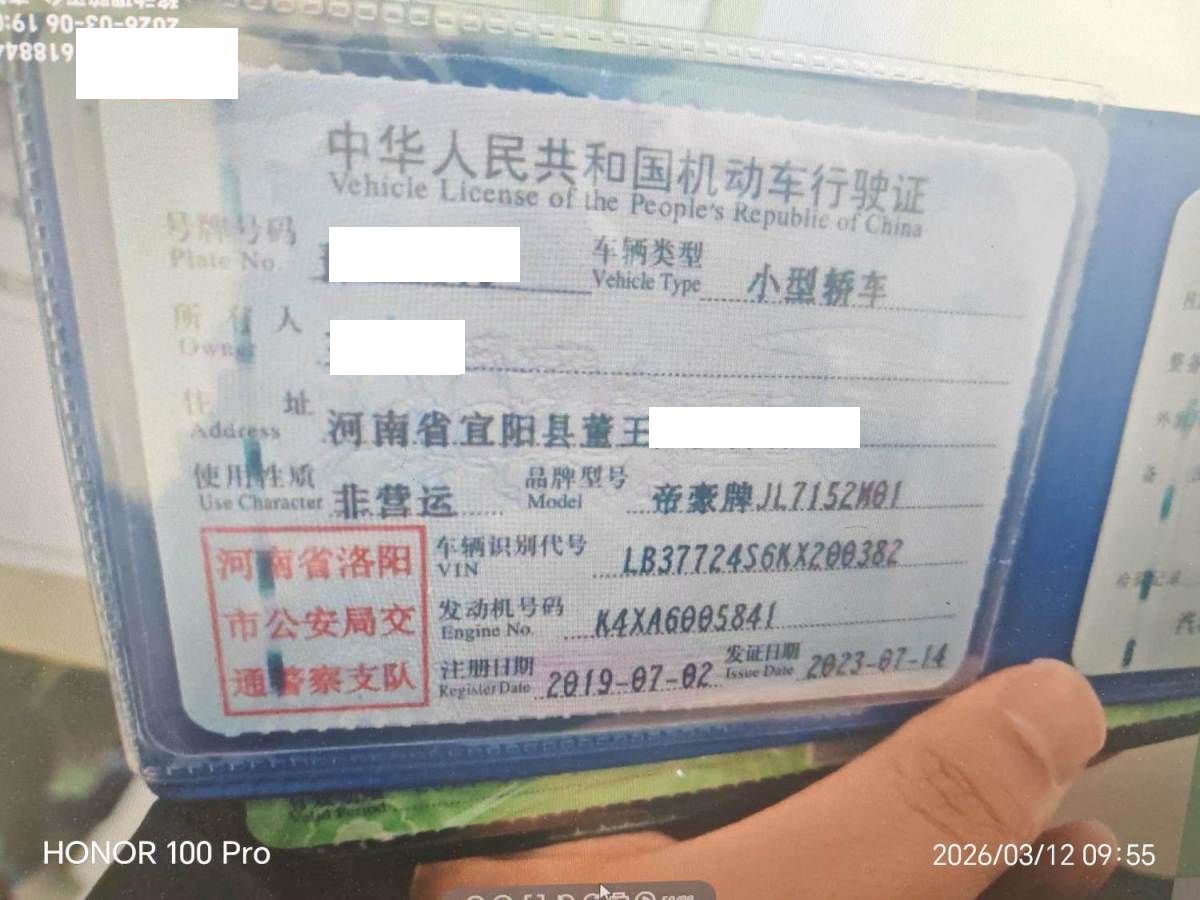 2026-03-06 19:0
618844
中华人民共和国机动车行驶证
Vehicle License of the People's Republic of China
号牌号码
Plate No.
车辆类型 小型轿车
Vehicle Type
所有人
Owner
住址 河南省宜阳县董王
Address
使用性质 非营运
Use Character
品牌型号 帝豪牌JL7152M01
Model
河南省洛阳
市公安局交
通警察支队
车辆识别代号 LB37724S6KX200382
VIN
发动机号码 K4XA6005841
Engine No.
注册日期 2019-07-02
Register Date
发证日期 2023-07-14
Issue Date
HONOR 100 Pro
2026/03/12 09:55